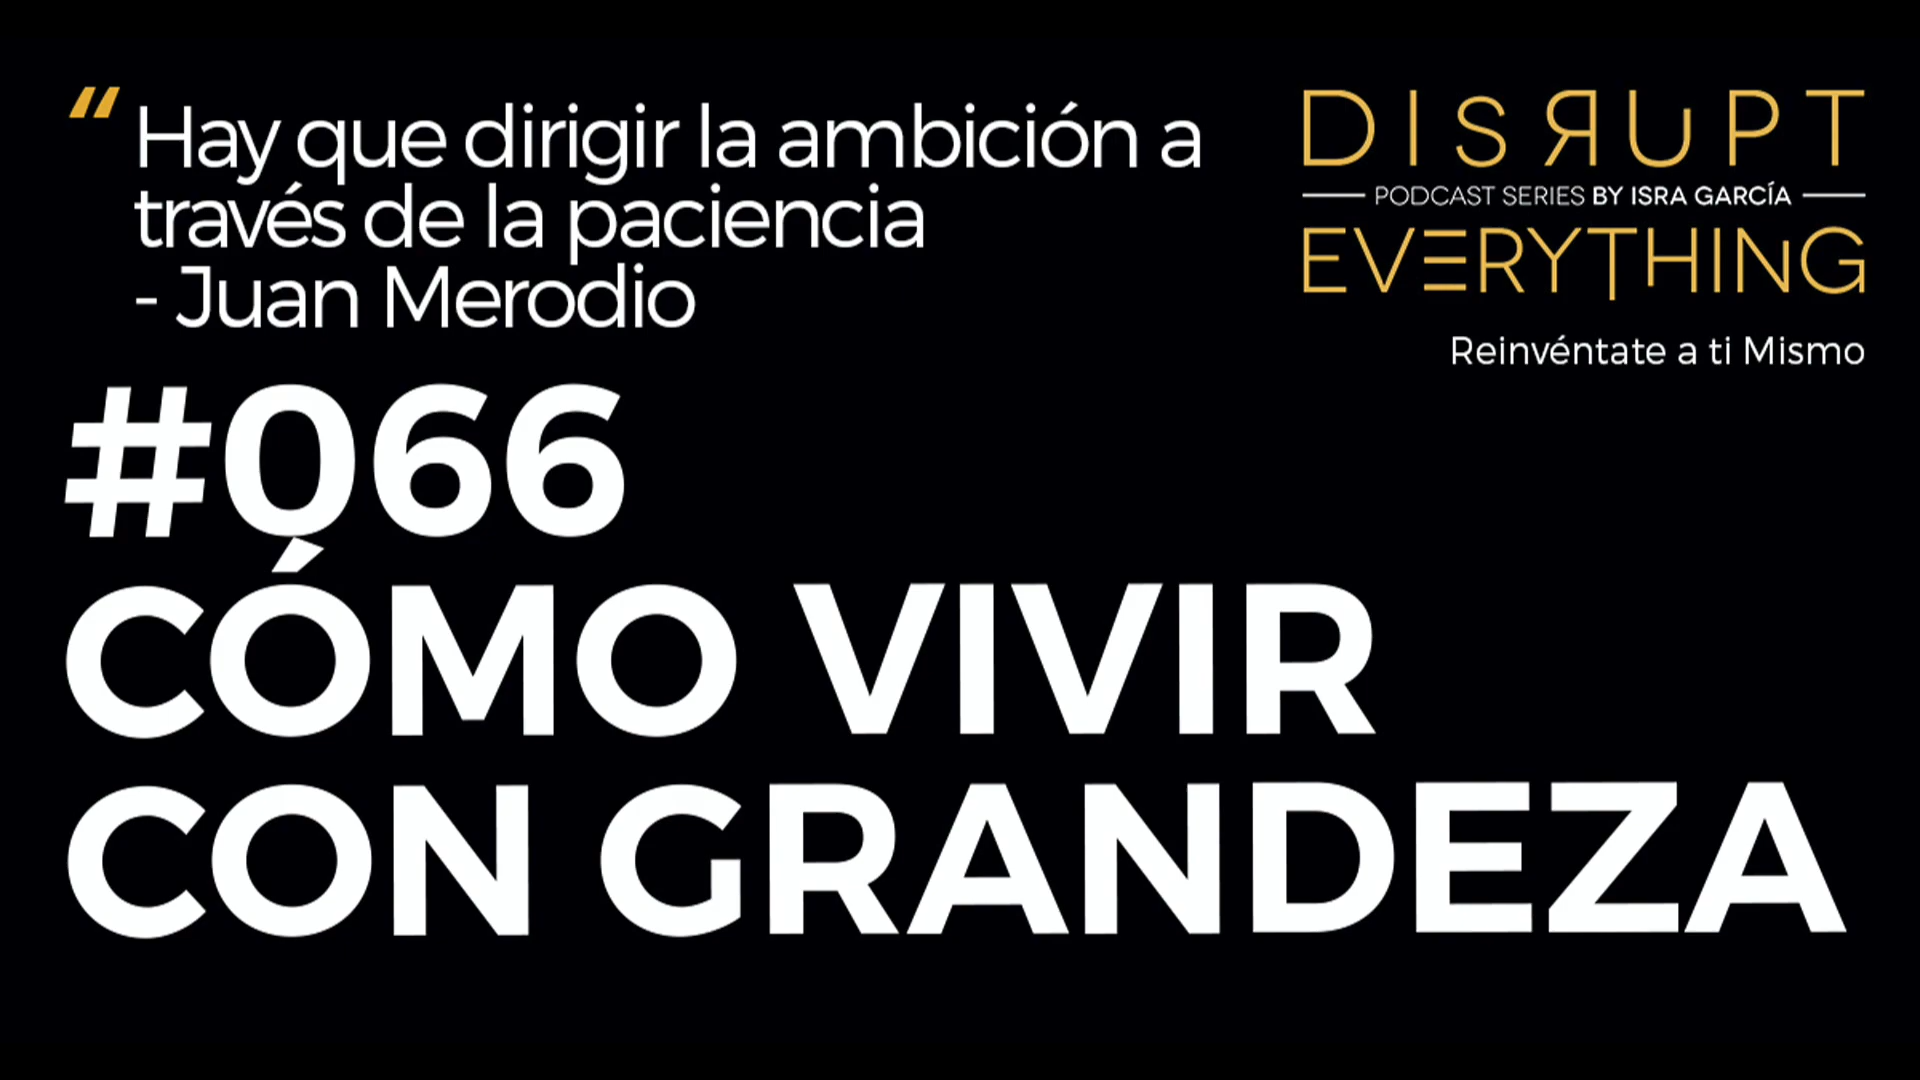 “ Hay que dirigir la ambición a
través de la paciencia
- Juan Merodio
DISRUPT
PODCAST SERIES BY ISRA GARCÍA
EVERYTHING
Reinvéntate a ti Mismo
#066
CÓMO VIVIR
CON GRANDEZA